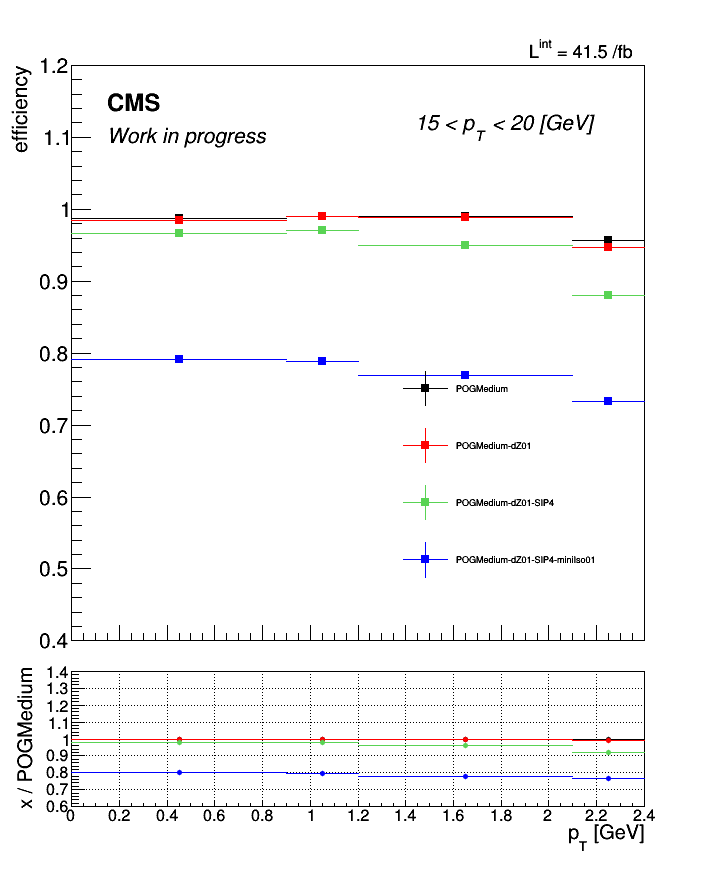 L^int = 41.5 /fb
efficiency
CMS
Work in progress
15 < p_T < 20 [GeV]
1.2
1.1
1
0.9
0.8
0.7
0.6
0.5
0.4
POGMedium
POGMedium-dZ01
POGMedium-dZ01-SIP4
POGMedium-dZ01-SIP4-miniIso01
x / POGMedium
1.4
1.3
1.2
1.1
1
0.9
0.8
0.7
0.6
0 0.2 0.4 0.6 0.8 1 1.2 1.4 1.6 1.8 2 2.2 2.4
p_T [GeV]